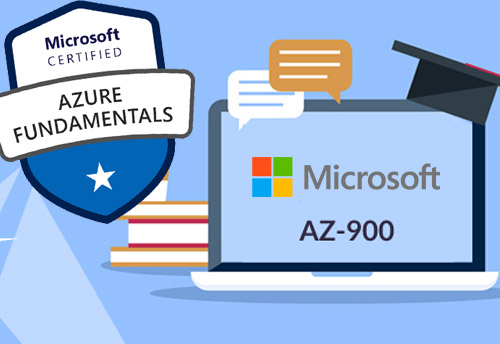 Microsoft
CERTIFIED
AZURE
FUNDAMENTALS
Microsoft
AZ-900